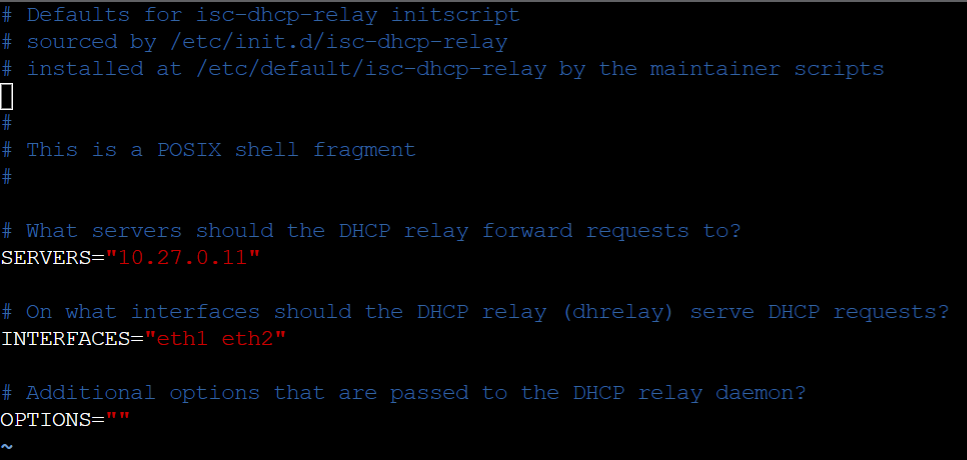 # Defaults for isc-dhcp-relay initscript
# sourced by /etc/init.d/isc-dhcp-relay
# installed at /etc/default/isc-dhcp-relay by the maintainer scripts
#
# This is a POSIX shell fragment
#
# What servers should the DHCP relay forward requests to?
SERVERS="10.27.0.11"
# On what interfaces should the DHCP relay (dhrelay) serve DHCP requests?
INTERFACES="eth1 eth2"
# Additional options that are passed to the DHCP relay daemon?
OPTIONS=""
~